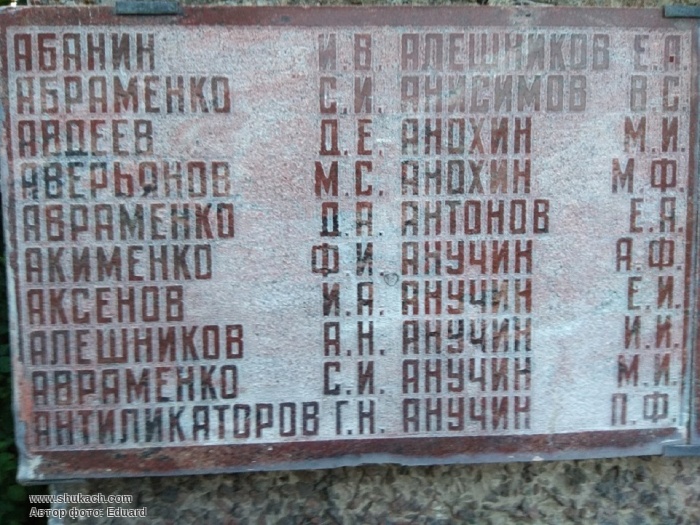 АБАНИН И.В. АЛЕШНИКОВ Е.А.
АБРАМЕНКО С.И. АНИСИМОВ В.С.
АВДЕЕВ Д.Е. АНОХИН М.И.
АВЕРЬЯНОВ М.С. АНОХИН М.Ф.
АВРАМЕНКО Д.А. АНТОНОВ Е.А.
АКИМЕНКО Ф.И. АНУЧИН А.Ф.
АКСЕНОВ И.А. АНУЧИН Е.И.
АЛЕШНИКОВ А.Н. АНУЧИН И.И.
АВРАМЕНКО С.И. АНУЧИН М.И.
АНТИЛИКАТОРОВ Г.Н. АНУЧИН П.Ф.
www.shukach.com
Автор фото: Eduard